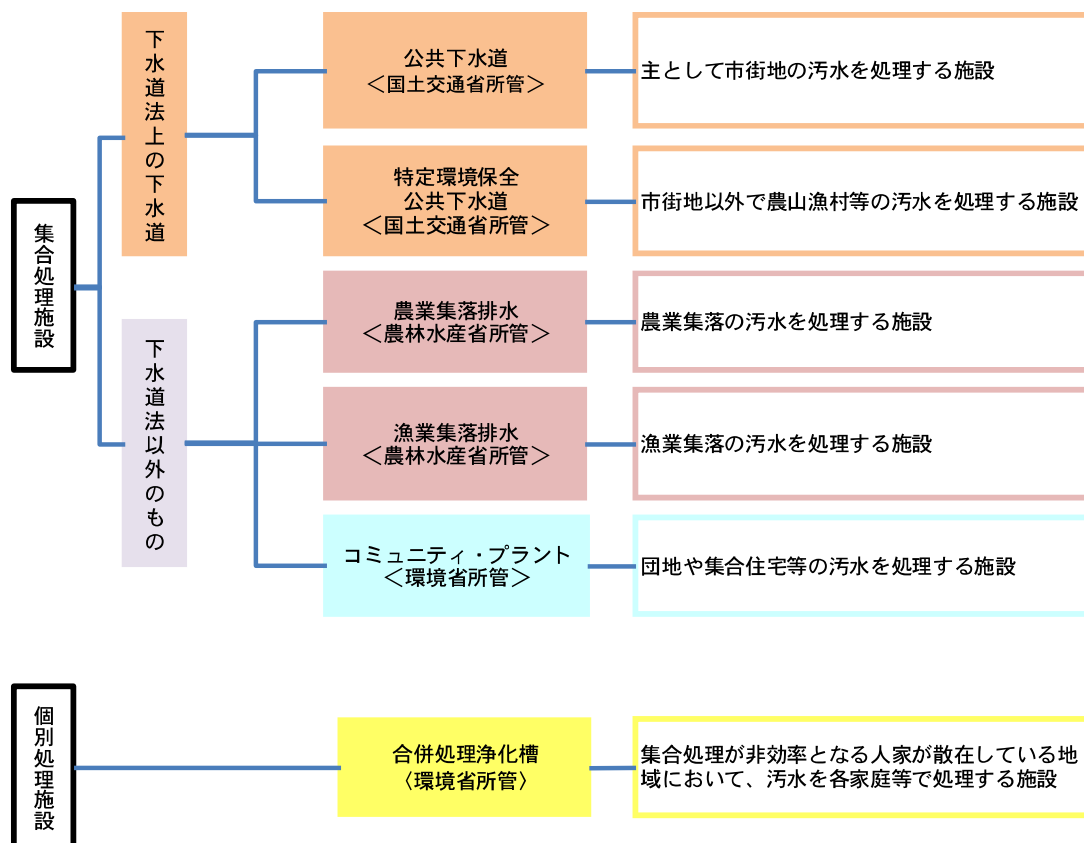 集合処理施設
下水道法上の下水道
公共下水道
＜国土交通省所管＞
主として市街地の汚水を処理する施設
特定環境保全
公共下水道
＜国土交通省所管＞
市街地以外で農山漁村等の汚水を処理する施設
下水道法以外のもの
農業集落排水
＜農林水産省所管＞
農業集落の汚水を処理する施設
漁業集落排水
＜農林水産省所管＞
漁業集落の汚水を処理する施設
コミュニティ・プラント
＜環境省所管＞
団地や集合住宅等の汚水を処理する施設
個別処理施設
合併処理浄化槽
〈環境省所管〉
集合処理が非効率となる人家が散在している地
域において、汚水を各家庭等で処理する施設